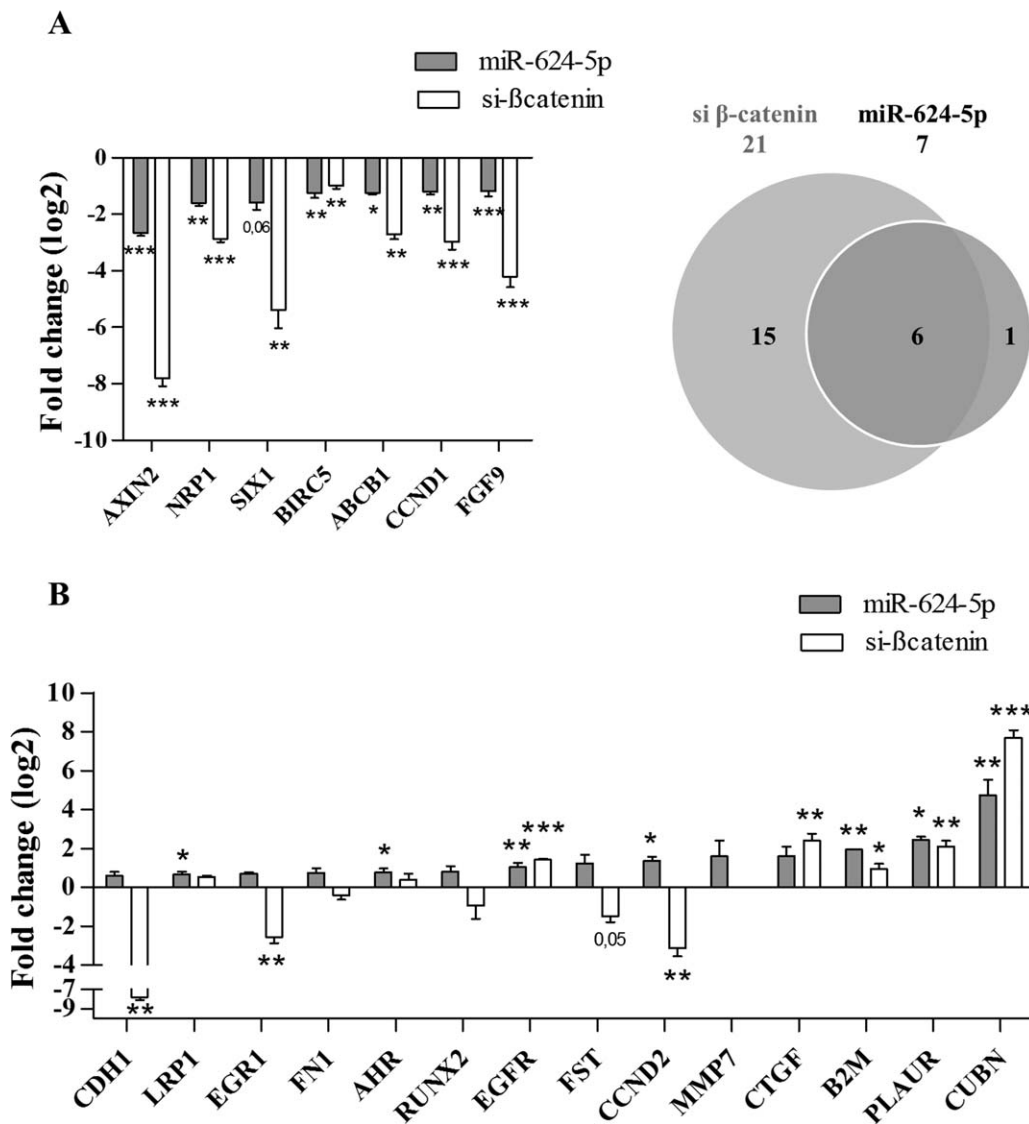 A
miR-624-5p
si-ßcatenin
si β-catenin
21
miR-624-5p
7
Fold change (log2)
0
-2
-4
-6
-8
-10
***
***
**
***
0,06
**
**
**
*
**
**
***
***
***
AXIN2
NRP1
SIX1
BIRC5
ABCB1
CCND1
FGF9
15
6
1
B
miR-624-5p
si-ßcatenin
Fold change (log2)
10
8
6
4
2
0
-2
-4
-7
-9
**
*
**
*
**
***
0,05
*
**
**
**
*
*
**
**
***
CDH1
LRP1
EGR1
FN1
AHR
RUNX2
EGFR
FST
CCND2
MMP7
CTGF
B2M
PLAUR
CUBN